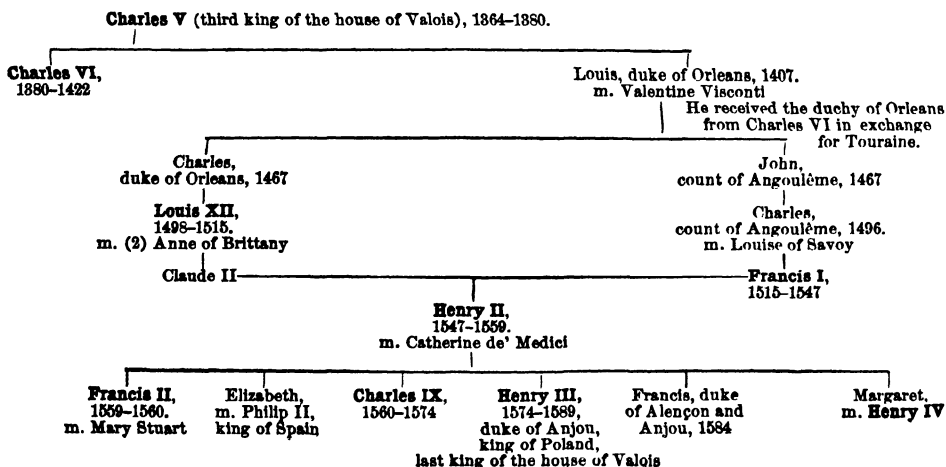 Charles V (third king of the house of Valois), 1364–1380.
Charles VI,
1380–1422
Louis, duke of Orleans, 1407.
m. Valentine Visconti
He received the duchy of Orleans
from Charles VI in exchange
for Touraine.
Charles,
duke of Orleans, 1467
John,
count of Angoulême, 1467
Louis XII,
1498–1515.
m. (2) Anne of Brittany
Charles,
count of Angoulême, 1496.
m. Louise of Savoy
Claude II
Francis I,
1515–1547
Henry II,
1547–1559.
m. Catherine de' Medici
Francis II,
1559–1560.
m. Mary Stuart
Elizabeth,
m. Philip II,
king of Spain
Charles IX,
1560–1574
Henry III,
1574–1589,
duke of Anjou,
king of Poland,
last king of the house of Valois
Francis, duke
of Alençon and
Anjou, 1584
Margaret,
m. Henry IV